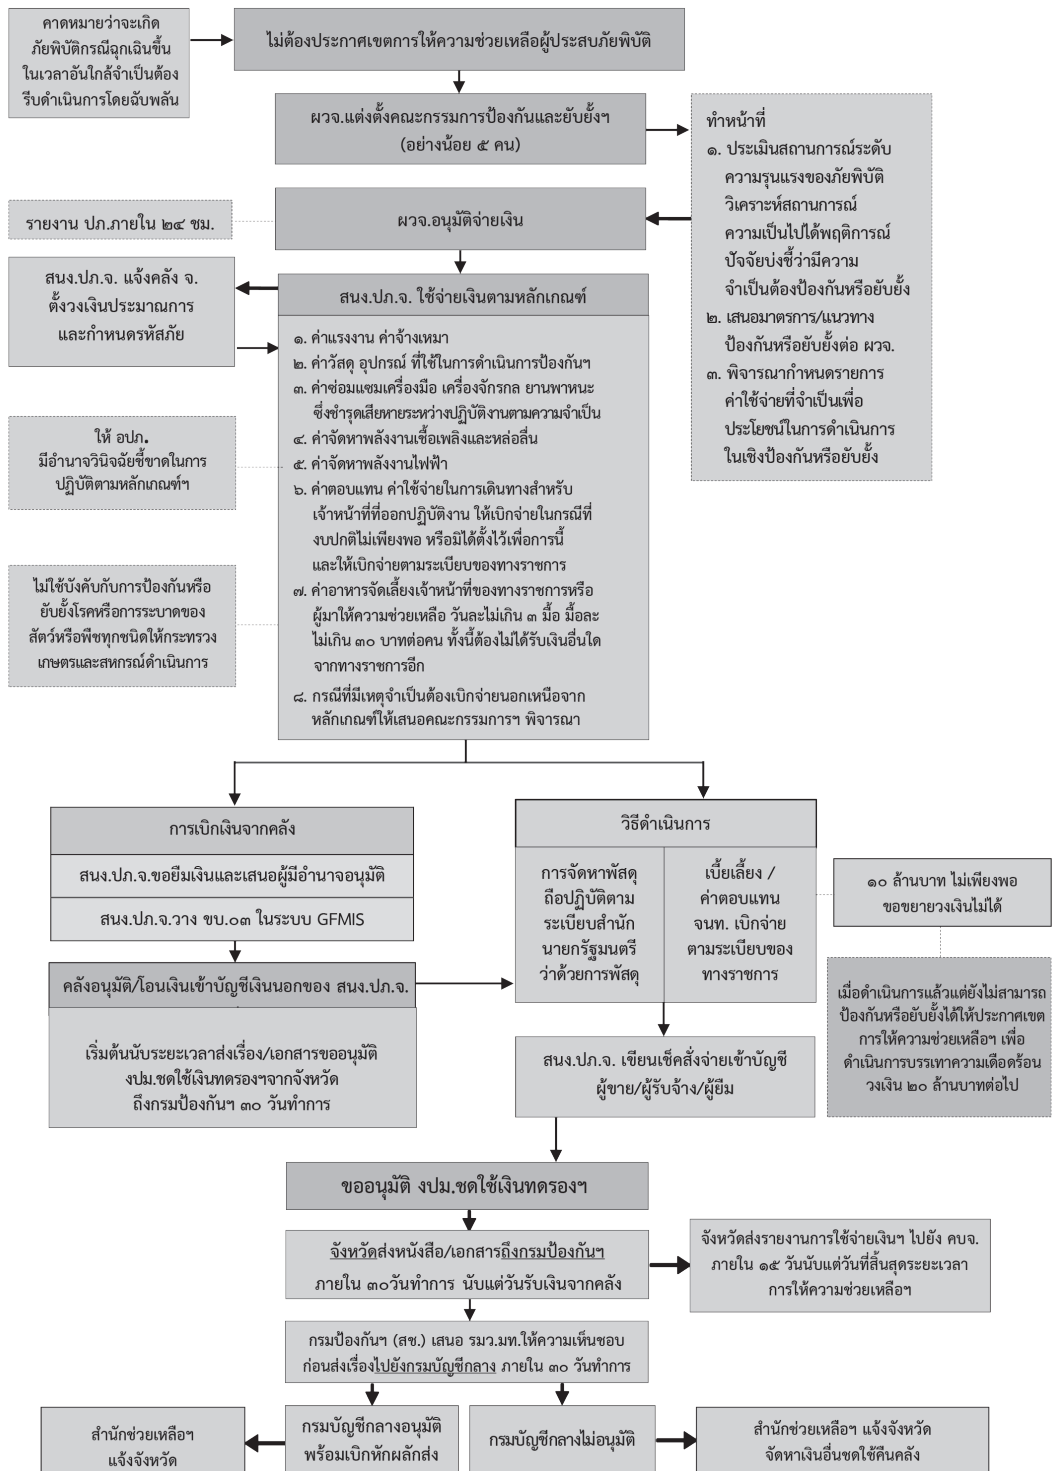 คาดหมายว่าจะเกิด
ภัยพิบัติกรณีฉุกเฉินขึ้น
ในเวลาอันใกล้จำเป็นต้อง
รีบดำเนินการโดยฉับพลัน
ไม่ต้องประกาศเขตการให้ความช่วยเหลือผู้ประสบภัยพิบัติ
ผวจ.แต่งตั้งคณะกรรมการป้องกันและยับยั้งฯ
(อย่างน้อย ๕ คน)
ทำหน้าที่
๑. ประเมินสถานการณ์ระดับ
ความรุนแรงของภัยพิบัติ
วิเคราะห์สถานการณ์
ความเป็นไปได้พฤติการณ์
ปัจจัยบ่งชี้ว่ามีความ
จำเป็นต้องป้องกันหรือยับยั้ง
๒. เสนอมาตรการ/แนวทาง
ป้องกันหรือยับยั้งต่อ ผวจ.
๓. พิจารณากำหนดรายการ
ค่าใช้จ่ายที่จำเป็นเพื่อ
ประโยชน์ในการดำเนินการ
ในเชิงป้องกันหรือยับยั้ง
รายงาน ปภ.ภายใน ๒๔ ชม.
ผวจ.อนุมัติจ่ายเงิน
สนง.ปภ.จ. แจ้งคลัง จ.
ตั้งวงเงินประมาณการ
และกำหนดรหัสภัย
สนง.ปภ.จ. ใช้จ่ายเงินตามหลักเกณฑ์
๑. ค่าแรงงาน ค่าจ้างเหมา
๒. ค่าวัสดุ อุปกรณ์ ที่ใช้ในการดำเนินการป้องกันฯ
๓. ค่าซ่อมแซมเครื่องมือ เครื่องจักรกล ยานพาหนะ
ซึ่งชำรุดเสียหายระหว่างปฏิบัติงานตามความจำเป็น
๔. ค่าจัดหาพลังงานเชื้อเพลิงและหล่อลื่น
๕. ค่าจัดหาพลังงานไฟฟ้า
๖. ค่าตอบแทน ค่าใช้จ่ายในการเดินทางสำหรับ
เจ้าหน้าที่ที่ออกปฏิบัติงาน ให้เบิกจ่ายในกรณีที่
งบปกติไม่เพียงพอ หรือมิได้ตั้งไว้เพื่อการนี้
และให้เบิกจ่ายตามระเบียบของทางราชการ
๗. ค่าอาหารจัดเลี้ยงเจ้าหน้าที่ของทางราชการหรือ
ผู้มาให้ความช่วยเหลือ วันละไม่เกิน ๓ มื้อ มื้อละ
ไม่เกิน ๓๐ บาทต่อคน ทั้งนี้ต้องไม่ได้รับเงินอื่นใด
จากทางราชการอีก
๘. กรณีที่มีเหตุจำเป็นต้องเบิกจ่ายนอกเหนือจาก
หลักเกณฑ์ให้เสนอคณะกรรมการฯ พิจารณา
ให้ อปภ.
มีอำนาจวินิจฉัยชี้ขาดในการ
ปฏิบัติตามหลักเกณฑ์ฯ
ไม่ใช้บังคับกับการป้องกันหรือ
ยับยั้งโรคหรือการระบาดของ
สัตว์หรือพืชทุกชนิดให้กระทรวง
เกษตรและสหกรณ์ดำเนินการ
การเบิกเงินจากคลัง
สนง.ปภ.จ.ขอยืมเงินและเสนอผู้มีอำนาจอนุมัติ
สนง.ปภ.จ.วาง ขบ.๐๓ ในระบบ GFMIS
คลังอนุมัติ/โอนเงินเข้าบัญชีเงินนอกของ สนง.ปภ.จ.
เริ่มต้นนับระยะเวลาส่งเรื่อง/เอกสารขออนุมัติ
งปม.ชดใช้เงินทดรองฯจากจังหวัด
ถึงกรมป้องกันฯ ๓๐ วันทำการ
วิธีดำเนินการ
การจัดหาพัสดุ
ถือปฏิบัติตาม
ระเบียบสำนัก
นายกรัฐมนตรี
ว่าด้วยการพัสดุ
เบี้ยเลี้ยง /
ค่าตอบแทน
จนท. เบิกจ่าย
ตามระเบียบของ
ทางราชการ
๑๐ ล้านบาท ไม่เพียงพอ
ขอขยายวงเงินไม่ได้
เมื่อดำเนินการแล้วแต่ยังไม่สามารถ
ป้องกันหรือยับยั้งได้ให้ประกาศเขต
การให้ความช่วยเหลือฯ เพื่อ
ดำเนินการบรรเทาความเดือดร้อน
วงเงิน ๒๐ ล้านบาทต่อไป
สนง.ปภ.จ. เขียนเช็คสั่งจ่ายเข้าบัญชี
ผู้ขาย/ผู้รับจ้าง/ผู้ยืม
ขออนุมัติ งปม.ชดใช้เงินทดรองฯ
จังหวัดส่งหนังสือ/เอกสารถึงกรมป้องกันฯ
ภายใน ๓๐วันทำการ นับแต่วันรับเงินจากคลัง
จังหวัดส่งรายงานการใช้จ่ายเงินฯ ไปยัง คบจ.
ภายใน ๑๕ วันนับแต่วันที่สิ้นสุดระยะเวลา
การให้ความช่วยเหลือฯ
กรมป้องกันฯ (สช.) เสนอ รมว.มท.ให้ความเห็นชอบ
ก่อนส่งเรื่องไปยังกรมบัญชีกลาง ภายใน ๓๐ วันทำการ
สำนักช่วยเหลือฯ
แจ้งจังหวัด
กรมบัญชีกลางอนุมัติ
พร้อมเบิกหักผลักส่ง
กรมบัญชีกลางไม่อนุมัติ
สำนักช่วยเหลือฯ แจ้งจังหวัด
จัดหาเงินอื่นชดใช้คืนคลัง